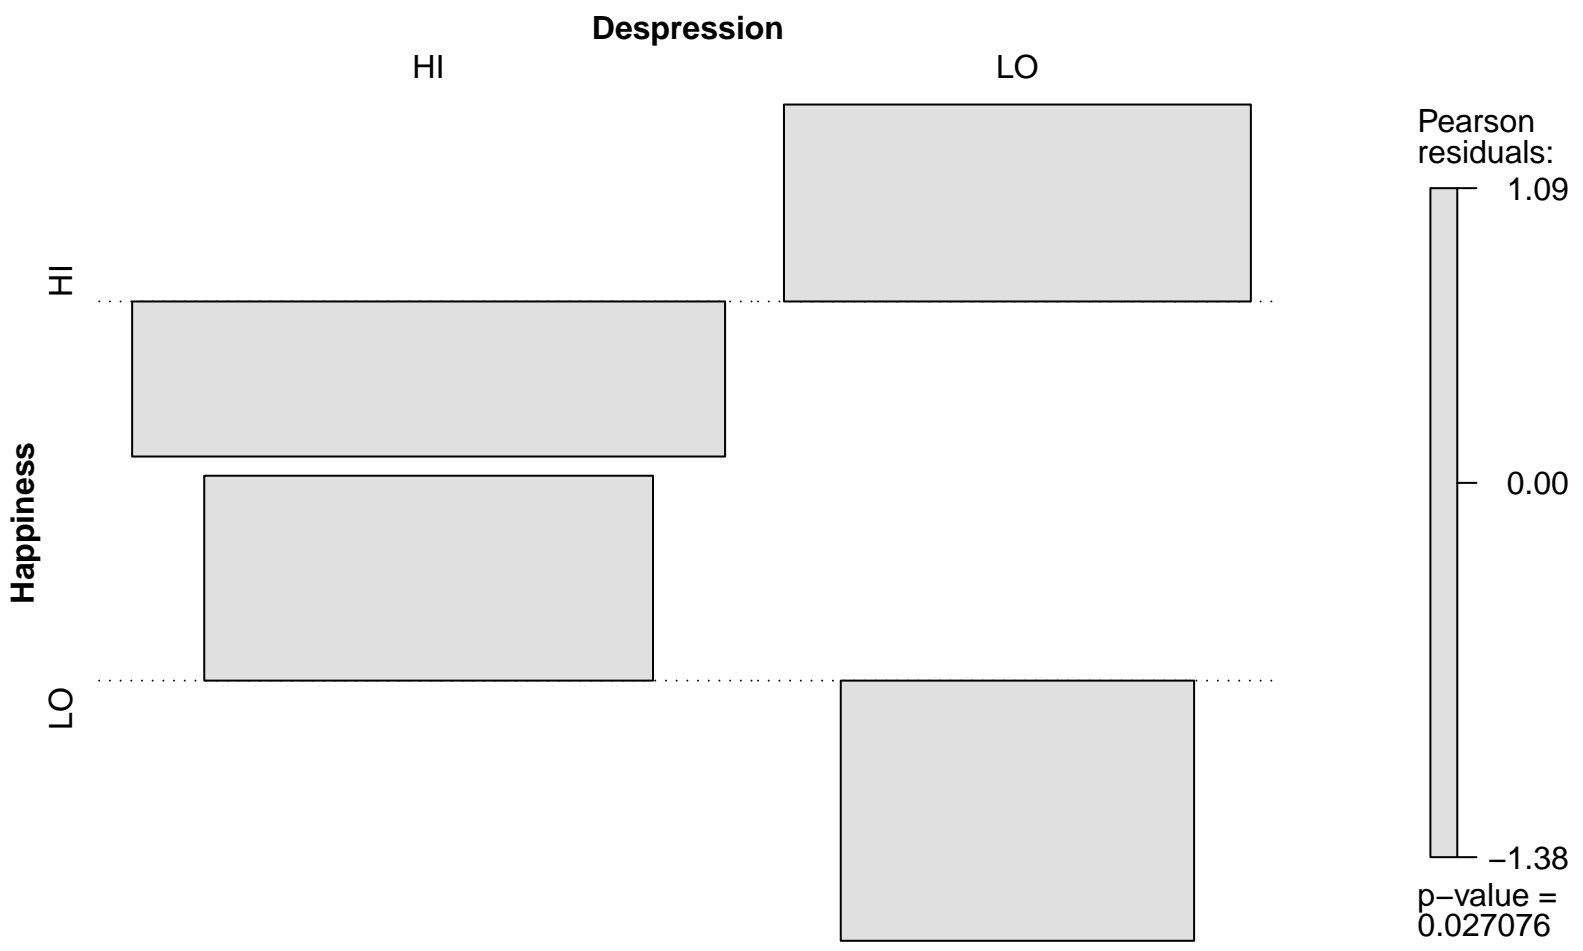 Despression
HI LO
Pearson
residuals:
1.09
HI
Happiness
0.00
LO
−1.38
p−value =
0.027076